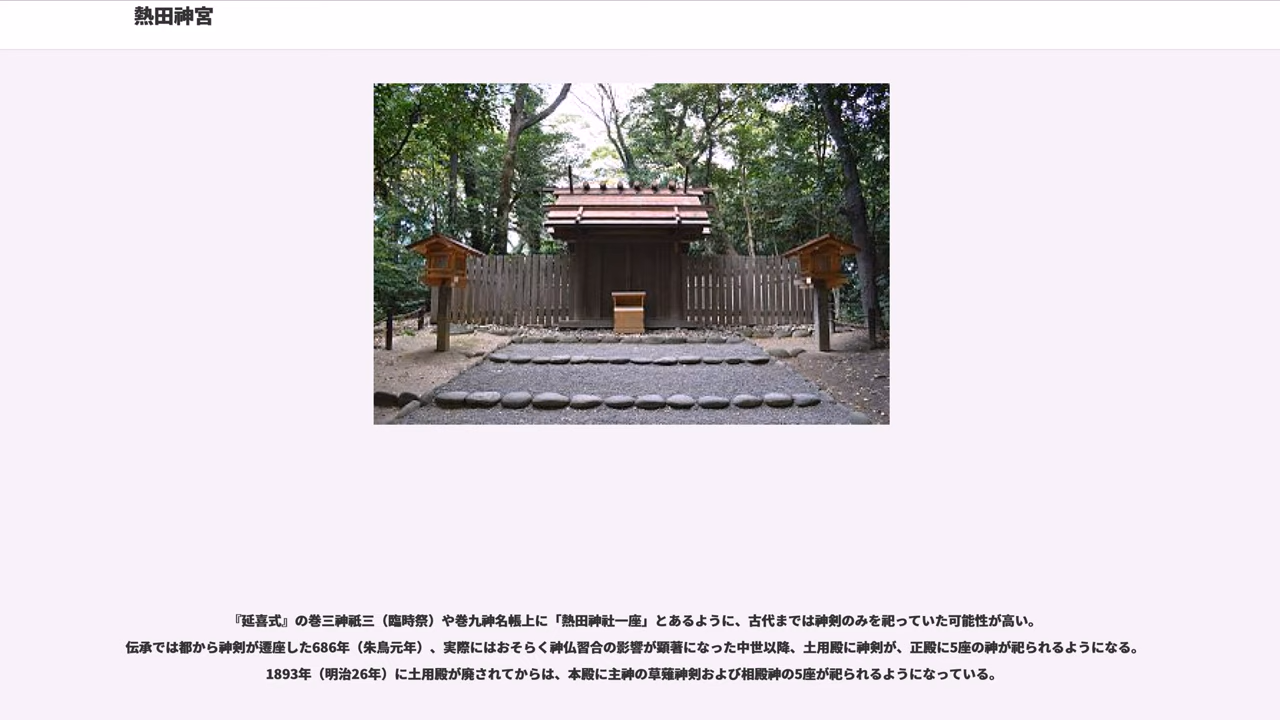 熱田神宮
『延喜式』の巻三神祇三（臨時祭）や巻九神名帳上に「熱田神社一座」とあるように、古代までは神剣のみを祀っていた可能性が高い。
伝承では都から神剣が遷座した686年（朱鳥元年）、実際にはおそらく神仏習合の影響が顕著になった中世以降、土用殿に神剣が、正殿に5座の神が祀られるようになる。
1893年（明治26年）に土用殿が廃されてからは、本殿に主神の草薙神剣および相殿神の5座が祀られるようになっている。